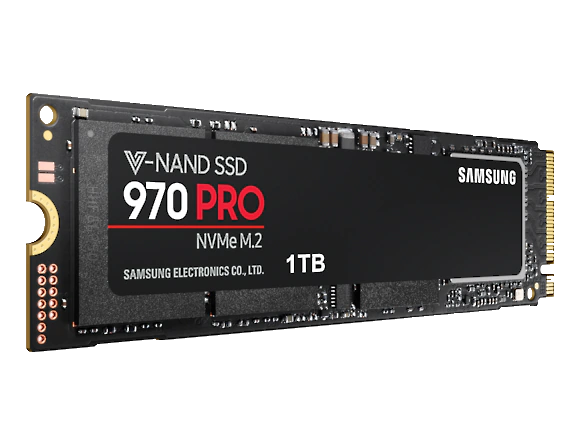 V-NAND SSD
970 PRO
NVMe M.2
SAMSUNG ELECTRONICS CO., LTD.
1TB
SAMSUNG